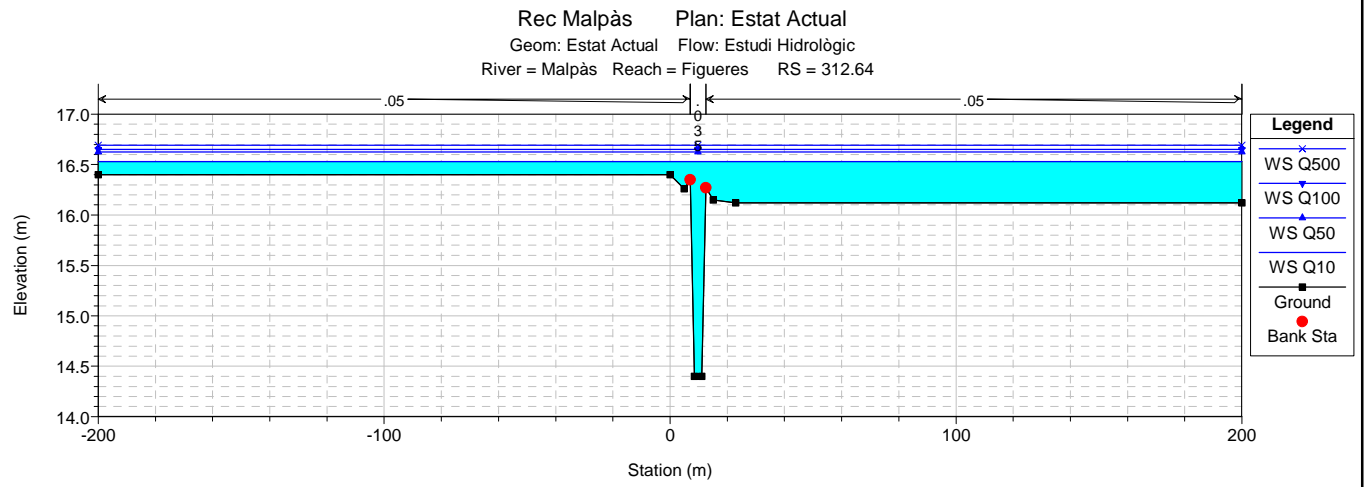 Rec Malpàs Plan: Estat Actual
Geom: Estat Actual Flow: Estudi Hidrològic
River = Malpàs Reach = Figueres RS = 312.64
.05
.05
17.0
16.5
16.0
15.5
15.0
14.5
14.0
Elevation (m)
-200
-100
0
100
200
Station (m)
Legend
WS Q500
WS Q100
WS Q50
WS Q10
Ground
Bank Sta